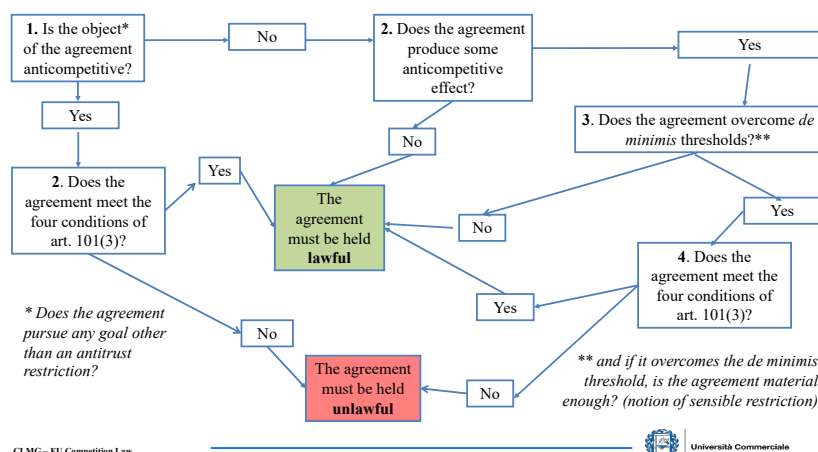 1. Is the object*
of the agreement
anticompetitive?
No
2. Does the agreement
produce some
anticompetitive
effect?
Yes
Yes
No
3. Does the agreement overcome de
minimis thresholds?**
2. Does the
agreement meet the
four conditions of
art. 101(3)?
Yes
The
agreement
must be held
lawful
No
Yes
4. Does the
agreement meet the
four conditions of
art. 101(3)?
Yes
* Does the agreement
pursue any goal other
than an antitrust
restriction?
No
The agreement
must be held
unlawful
No
** and if it overcomes the de minimis
threshold, is the agreement material
enough? (notion of sensible restriction)
CLMG – EU Competition Law
Università Commerciale